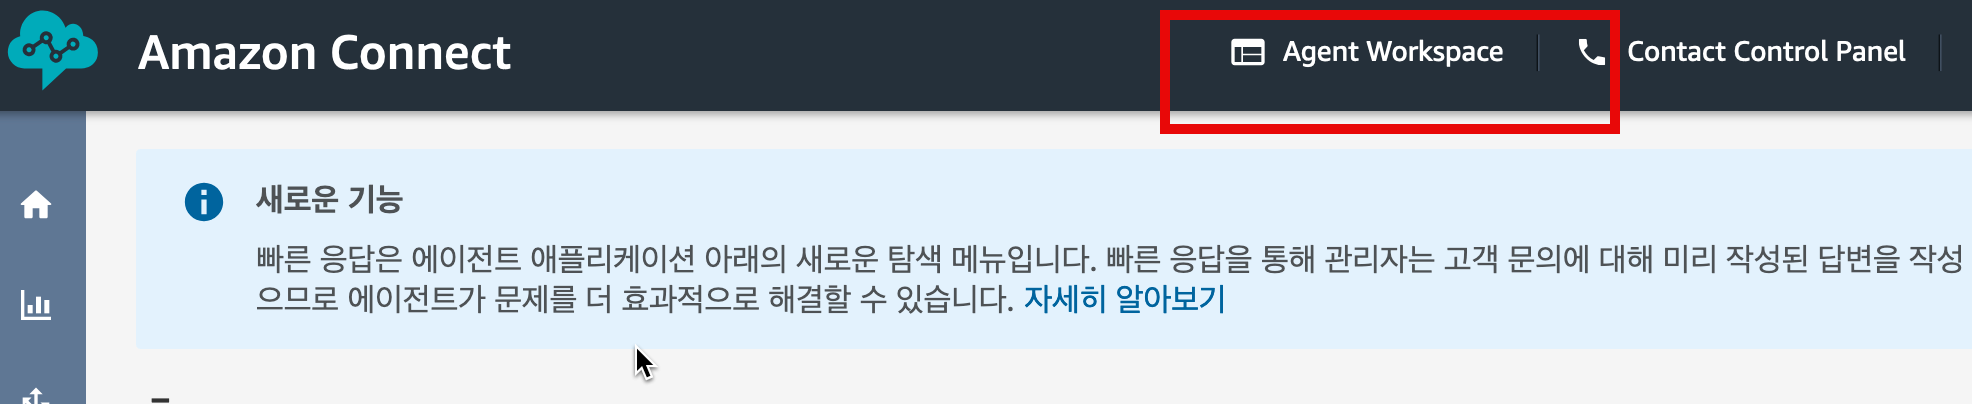 Amazon Connect
Agent Workspace
Contact Control Panel
새로운 기능
빠른 응답은 에이전트 애플리케이션 아래의 새로운 탐색 메뉴입니다. 빠른 응답을 통해 관리자는 고객 문의에 대해 미리 작성된 답변을 작성
으므로 에이전트가 문제를 더 효과적으로 해결할 수 있습니다. 자세히 알아보기